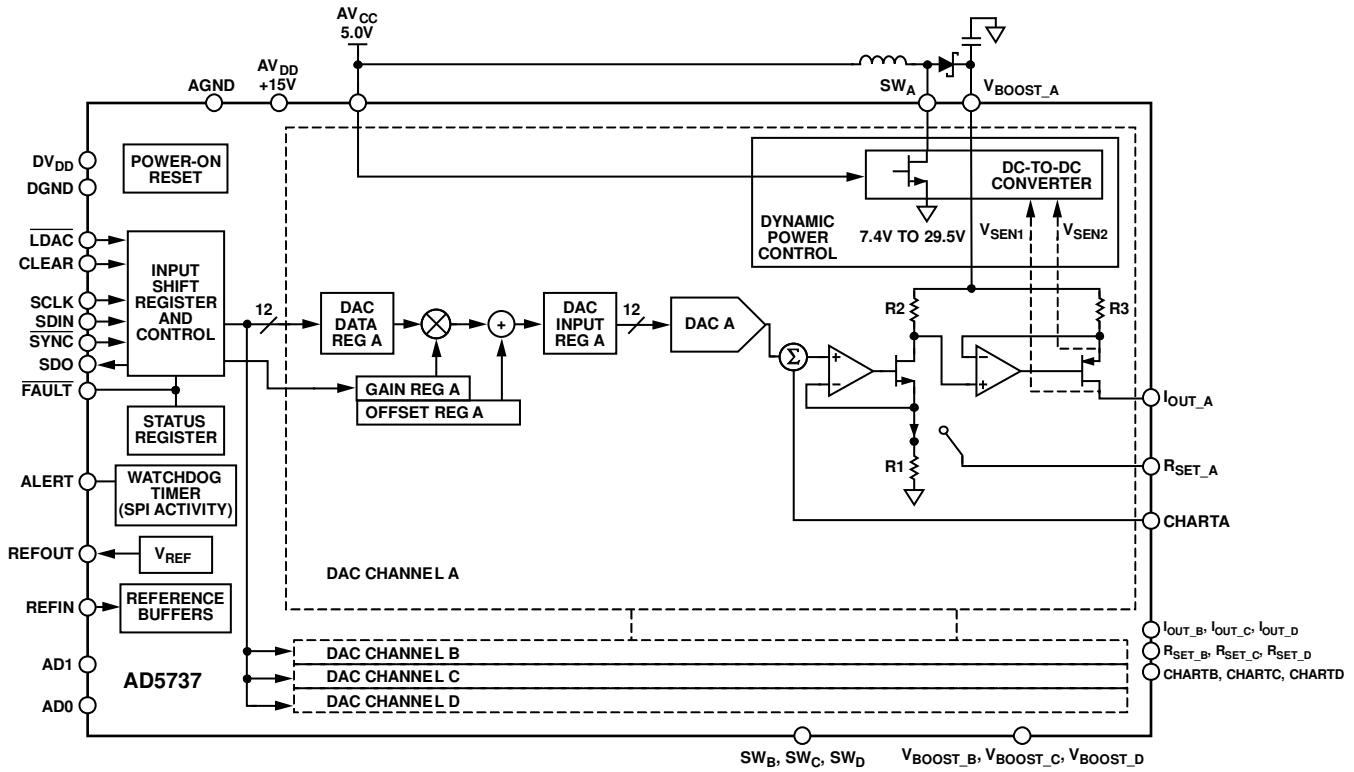 AVCC
5.0V
AVDD
+15V
AGND
SWA
VBOOST_A
DVDD
DGND
POWER-ON
RESET
DC-TO-DC
CONVERTER
DYNAMIC
POWER
CONTROL
7.4V TO 29.5V
VSEN1
VSEN2
LDAC
CLEAR
SCLK
SDIN
SYNC
SDO
FAULT
INPUT
SHIFT
REGISTER
AND
CONTROL
12
DAC
DATA
REG A
+
DAC
INPUT
REG A
12
DAC A
Σ
+
–
R2
–
+
R3
GAIN REG A
OFFSET REG A
STATUS
REGISTER
R1
IOUT_A
RSET_A
CHARTA
ALERT
WATCHDOG
TIMER
(SPI ACTIVITY)
REFOUT
VREF
REFIN
REFERENCE
BUFFERS
DAC CHANNEL A
AD1
AD0
AD5737
DAC CHANNEL B
DAC CHANNEL C
DAC CHANNEL D
IOUT_B, IOUT_C, IOUT_D
RSET_B, RSET_C, RSET_D
CHARTB, CHARTC, CHARTD
SWB, SWC, SWD
VBOOST_B, VBOOST_C, VBOOST_D